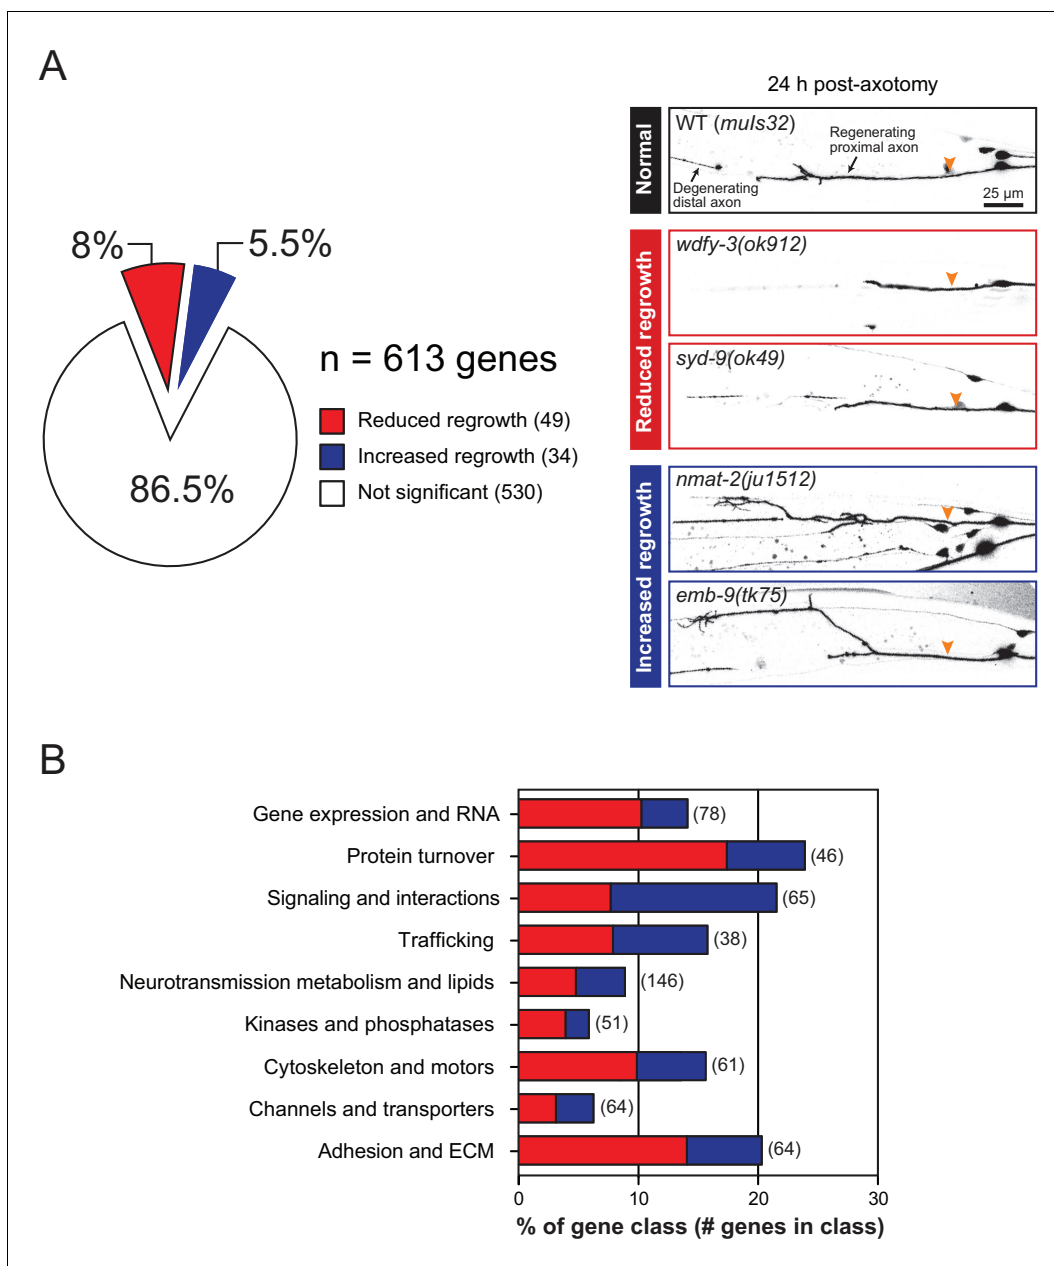 A
24 h post-axotomy
Normal
WT (muIs32)
Regenerating
proximal axon
Degenerating
distal axon
25 µm
8%
5.5%
86.5%
n = 613 genes
Reduced regrowth (49)
Increased regrowth (34)
Not significant (530)
Reduced regrowth
wdfy-3(ok912)
syd-9(ok49)
Increased regrowth
nmat-2(ju1512)
emb-9(tk75)
B
Gene expression and RNA (78)
Protein turnover (46)
Signaling and interactions (65)
Trafficking (38)
Neurotransmission metabolism and lipids (146)
Kinases and phosphatases (51)
Cytoskeleton and motors (61)
Channels and transporters (64)
Adhesion and ECM (64)
0 10 20 30
% of gene class (# genes in class)